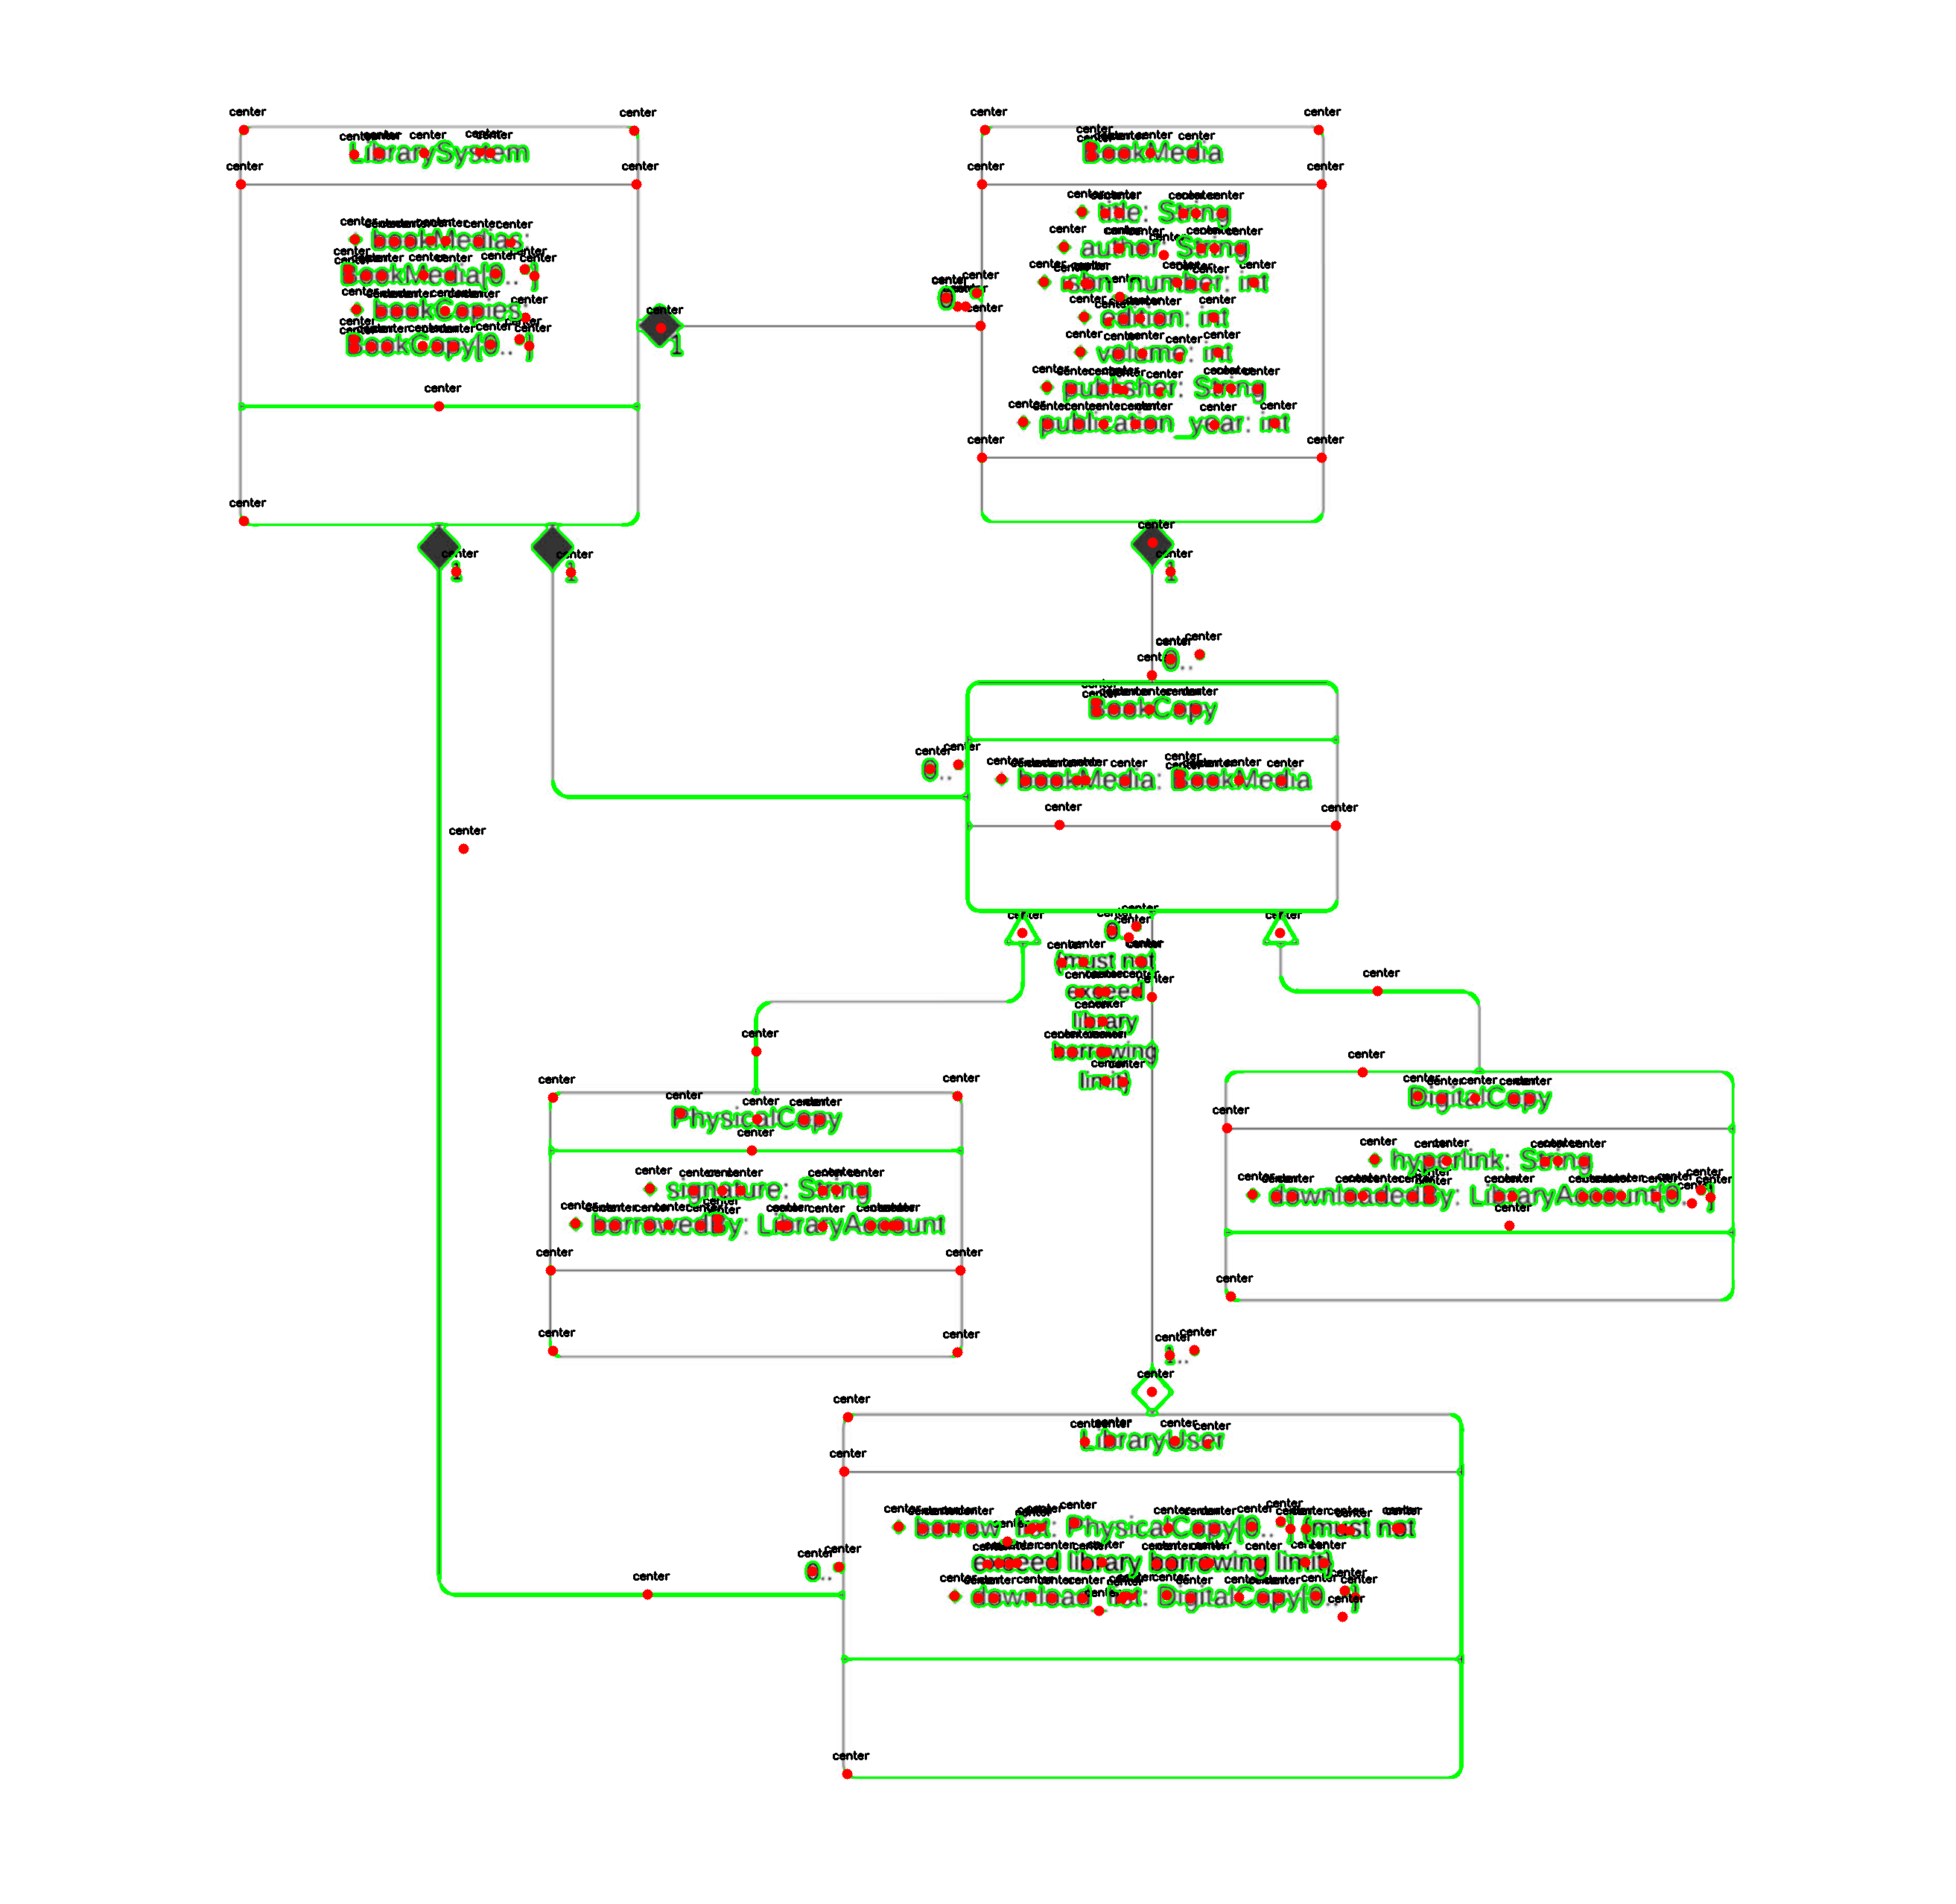 LibrarySystem
bookMedias:
BookMedia[0..*]
bookCopies:
BookCopy[0..*]
1
1
1
BookMedia
title: String
author: String
isbn_number: int
edition: int
volume: int
publisher: String
publication_year: int
0..*
1
0..*
BookCopy
bookMedia: BookMedia
0..*
0..*
{must not
exceed
library
borrowing
limit}
PhysicalCopy
signature: String
borrowedBy: LibraryAccount
DigitalCopy
hyperlink: String
downloadedBy: LibraryAccount[0..*]
1..*
LibraryUser
borrow_list: PhysicalCopy[0..*] {must not
exceed library borrowing limit}
download_list: DigitalCopy[0..*]
0..*
center